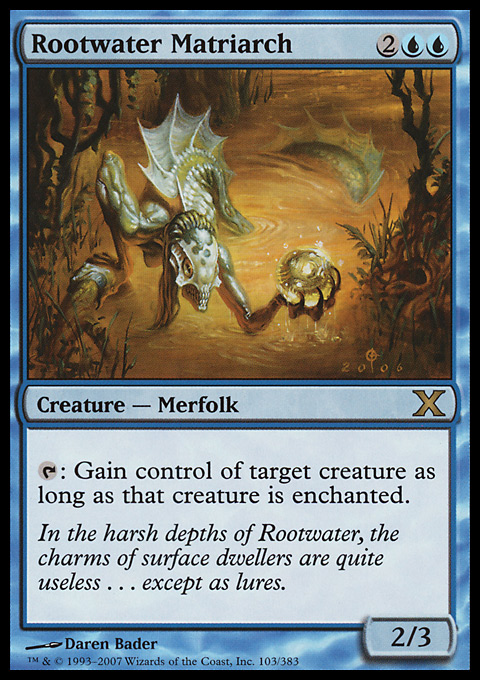 Rootwater Matriarch 2
2006
Creature — Merfolk X
: Gain control of target creature as
long as that creature is enchanted.
In the harsh depths of Rootwater, the
charms of surface dwellers are quite
useless . . . except as lures.
2/3
Daren Bader
™ & © 1993–2007 Wizards of the Coast, Inc. 103/383